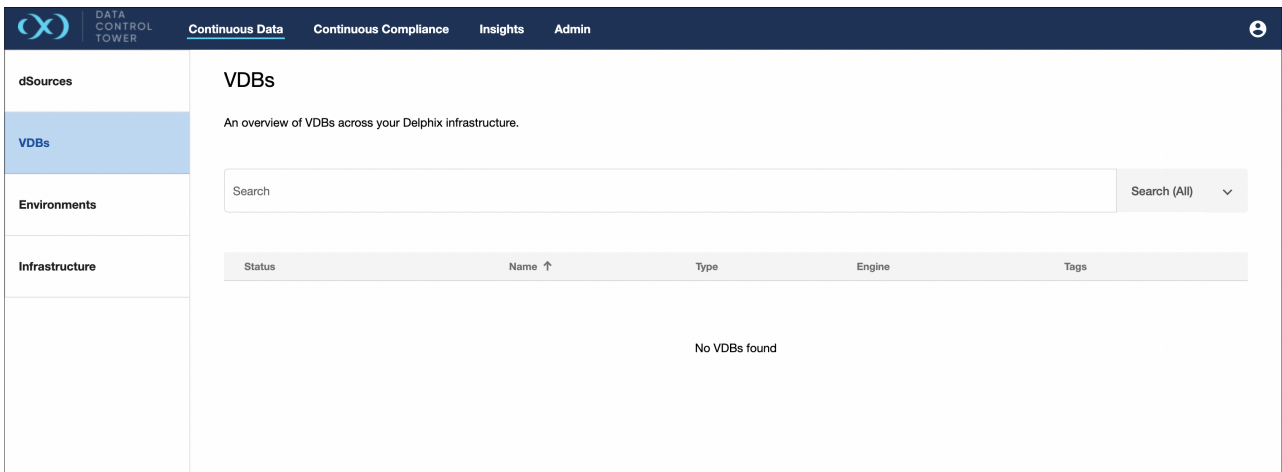 DATA
CONTROL
TOWER
Continuous Data Continuous Compliance Insights Admin
dSources
VDBs
Environments
Infrastructure
VDBs
An overview of VDBs across your Delphix infrastructure.
Search Search (All)
Status Name ↑ Type Engine Tags
No VDBs found